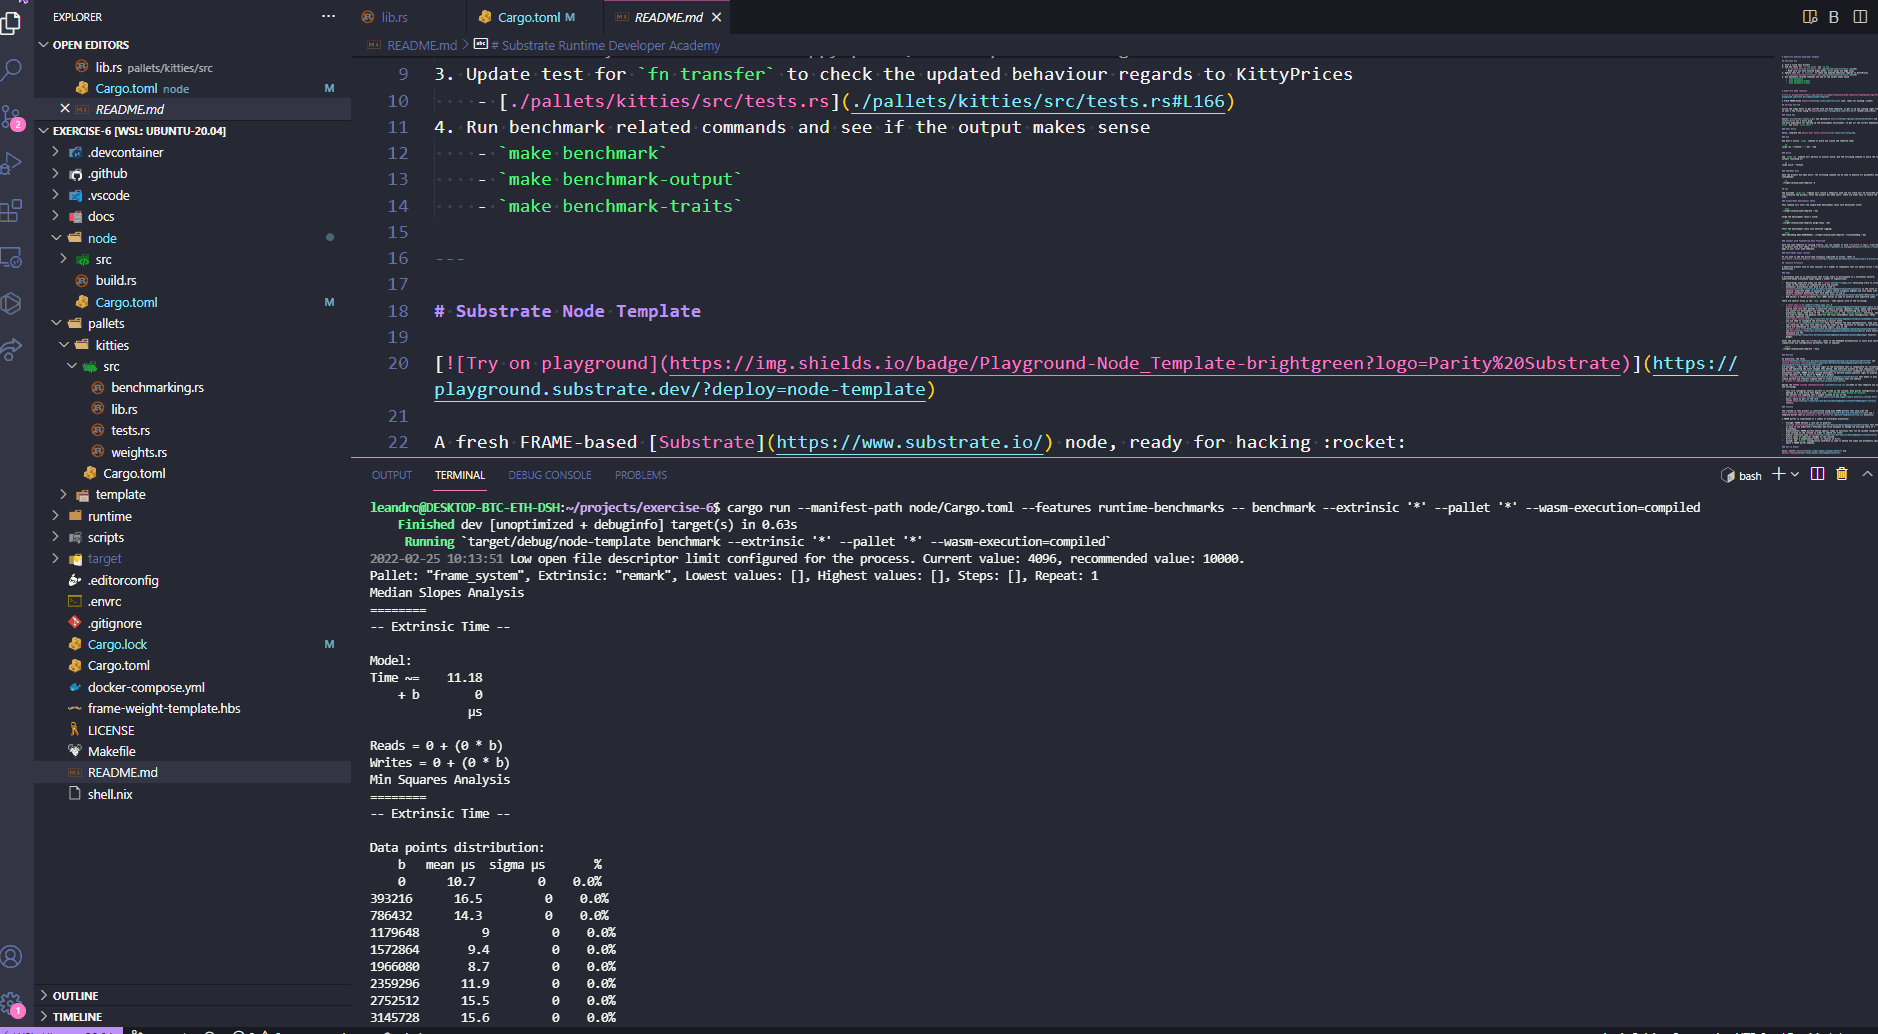 EXPLORER
OPEN EDITORS
lib.rs pallets/kitties/src
Cargo.toml node M
README.md
EXERCISE-6 [WSL: UBUNTU-20.04]
.devcontainer
.github
.vscode
docs
node
src
build.rs
Cargo.toml M
pallets
kitties
src
benchmarking.rs
lib.rs
tests.rs
weights.rs
Cargo.toml
template
runtime
scripts
target
.editorconfig
.envrc
.gitignore
Cargo.lock M
Cargo.toml
docker-compose.yml
frame-weight-template.hbs
LICENSE
Makefile
README.md
shell.nix
OUTLINE
TIMELINE
2
1
lib.rs
Cargo.toml M
README.md
B
README.md > # Substrate Runtime Developer Academy
9 3. Update test for `fn transfer` to check the updated behaviour regards to KittyPrices
10 - [./pallets/kitties/src/tests.rs](./pallets/kitties/src/tests.rs#L166)
11 4. Run benchmark related commands and see if the output makes sense
12 - `make benchmark`
13 - `make benchmark-output`
14 - `make benchmark-traits`
15
16 ---
17
18 # Substrate Node Template
19
20 [![Try on playground](https://img.shields.io/badge/Playground-Node_Template-brightgreen?logo=Parity%20Substrate)](https://
playground.substrate.dev/?deploy=node-template)
21
22 A fresh FRAME-based [Substrate](https://www.substrate.io/) node, ready for hacking :rocket:
OUTPUT TERMINAL DEBUG CONSOLE PROBLEMS
bash
leandro@DESKTOP-BTC-ETH-DSH:~/projects/exercise-6$ cargo run --manifest-path node/Cargo.toml --features runtime-benchmarks -- benchmark --extrinsic '*' --pallet '*' --wasm-execution=compiled
Finished dev [unoptimized + debuginfo] target(s) in 0.63s
Running `target/debug/node-template benchmark --extrinsic '*' --pallet '*' --wasm-execution=compiled`
2022-02-25 10:13:51 Low open file descriptor limit configured for the process. Current value: 4096, recommended value: 10000.
Pallet: "frame_system", Extrinsic: "remark", Lowest values: [], Highest values: [], Steps: [], Repeat: 1
Median Slopes Analysis
========
-- Extrinsic Time --
Model:
Time ~= 11.18
+ b 0
µs
Reads = 0 + (0 * b)
Writes = 0 + (0 * b)
Min Squares Analysis
========
-- Extrinsic Time --
Data points distribution:
b mean µs sigma µs %
0 10.7 0 0.0%
393216 16.5 0 0.0%
786432 14.3 0 0.0%
1179648 9 0 0.0%
1572864 9.4 0 0.0%
1966080 8.7 0 0.0%
2359296 11.9 0 0.0%
2752512 15.5 0 0.0%
3145728 15.6 0 0.0%